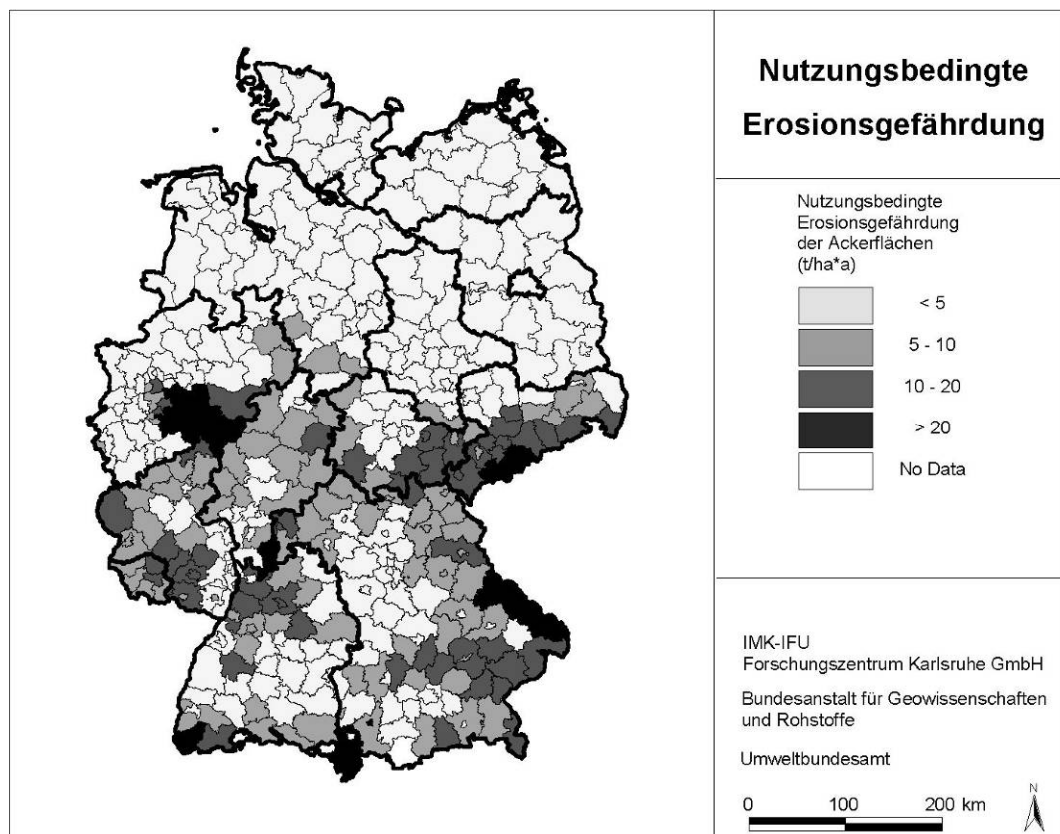 Nutzungsbedingte
Erosionsgefährdung
Nutzungsbedingte
Erosionsgefährdung
der Ackerflächen
(t/ha*a)
< 5
5 - 10
10 - 20
> 20
No Data
IMK-IFU
Forschungszentrum Karlsruhe GmbH
Bundesanstalt für Geowissenschaften
und Rohstoffe
Umweltbundesamt
0 100 200 km
N